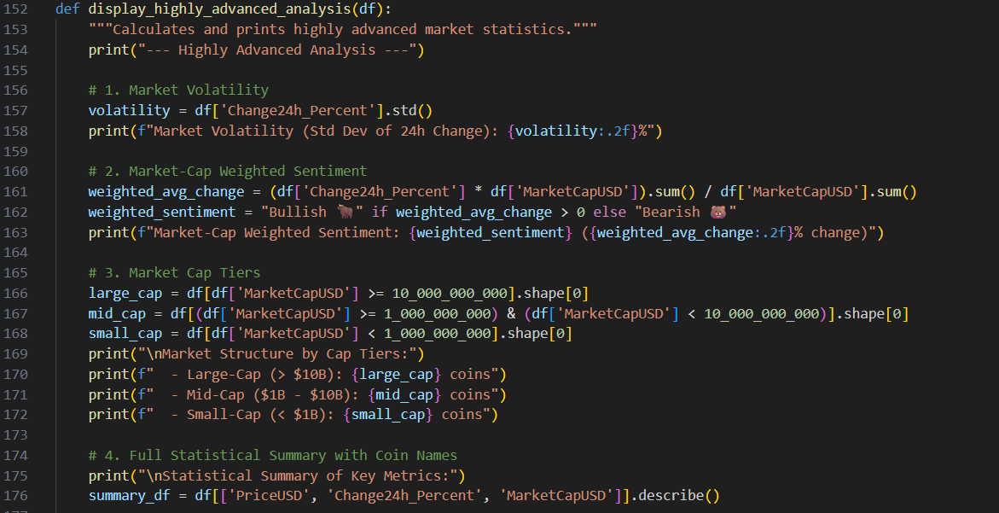 152 def display_highly_advanced_analysis(df):
153     """Calculates and prints highly advanced market statistics."""
154     print("--- Highly Advanced Analysis ---")
155
156     # 1. Market Volatility
157     volatility = df['Change24h_Percent'].std()
158     print(f"Market Volatility (Std Dev of 24h Change): {volatility:.2f}%")
159
160     # 2. Market-Cap Weighted Sentiment
161     weighted_avg_change = (df['Change24h_Percent'] * df['MarketCapUSD']).sum() / df['MarketCapUSD'].sum()
162     weighted_sentiment = "Bullish 🐂" if weighted_avg_change > 0 else "Bearish 🐻"
163     print(f"Market-Cap Weighted Sentiment: {weighted_sentiment} ({weighted_avg_change:.2f}% change)")
164
165     # 3. Market Cap Tiers
166     large_cap = df[df['MarketCapUSD'] >= 10_000_000_000].shape[0]
167     mid_cap = df[(df['MarketCapUSD'] >= 1_000_000_000) & (df['MarketCapUSD'] < 10_000_000_000)].shape[0]
168     small_cap = df[df['MarketCapUSD'] < 1_000_000_000].shape[0]
169     print("\nMarket Structure by Cap Tiers:")
170     print(f"  - Large-Cap (> $10B): {large_cap} coins")
171     print(f"  - Mid-Cap ($1B - $10B): {mid_cap} coins")
172     print(f"  - Small-Cap (< $1B): {small_cap} coins")
173
174     # 4. Full Statistical Summary with Coin Names
175     print("\nStatistical Summary of Key Metrics:")
176     summary_df = df[['PriceUSD', 'Change24h_Percent', 'MarketCapUSD']].describe()